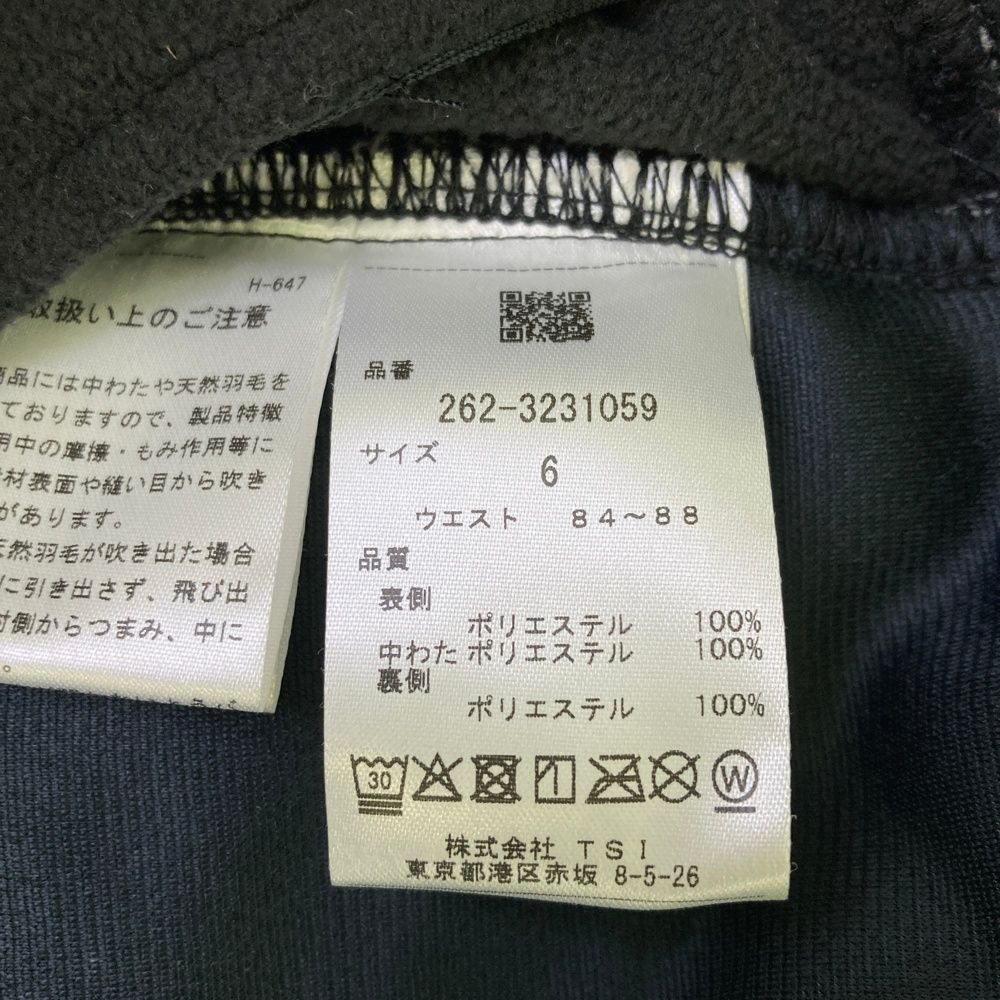 H-647
取扱い上のご注意
商品には中わたや天然羽毛を
ておりますので、製品特徴
用中の摩擦・もみ作用等に
材表面や縫い目から吹き
があります。
天然羽毛が吹き出た場合
に引き出さず、飛び出
側からつまみ、中に
。
品番
262-3231059
サイズ
6
ウエスト 84〜88
品質
表側
ポリエステル 100%
中わた ポリエステル 100%
裏側
ポリエステル 100%
30
W
株式会社 TSI
東京都港区赤坂 8-5-26